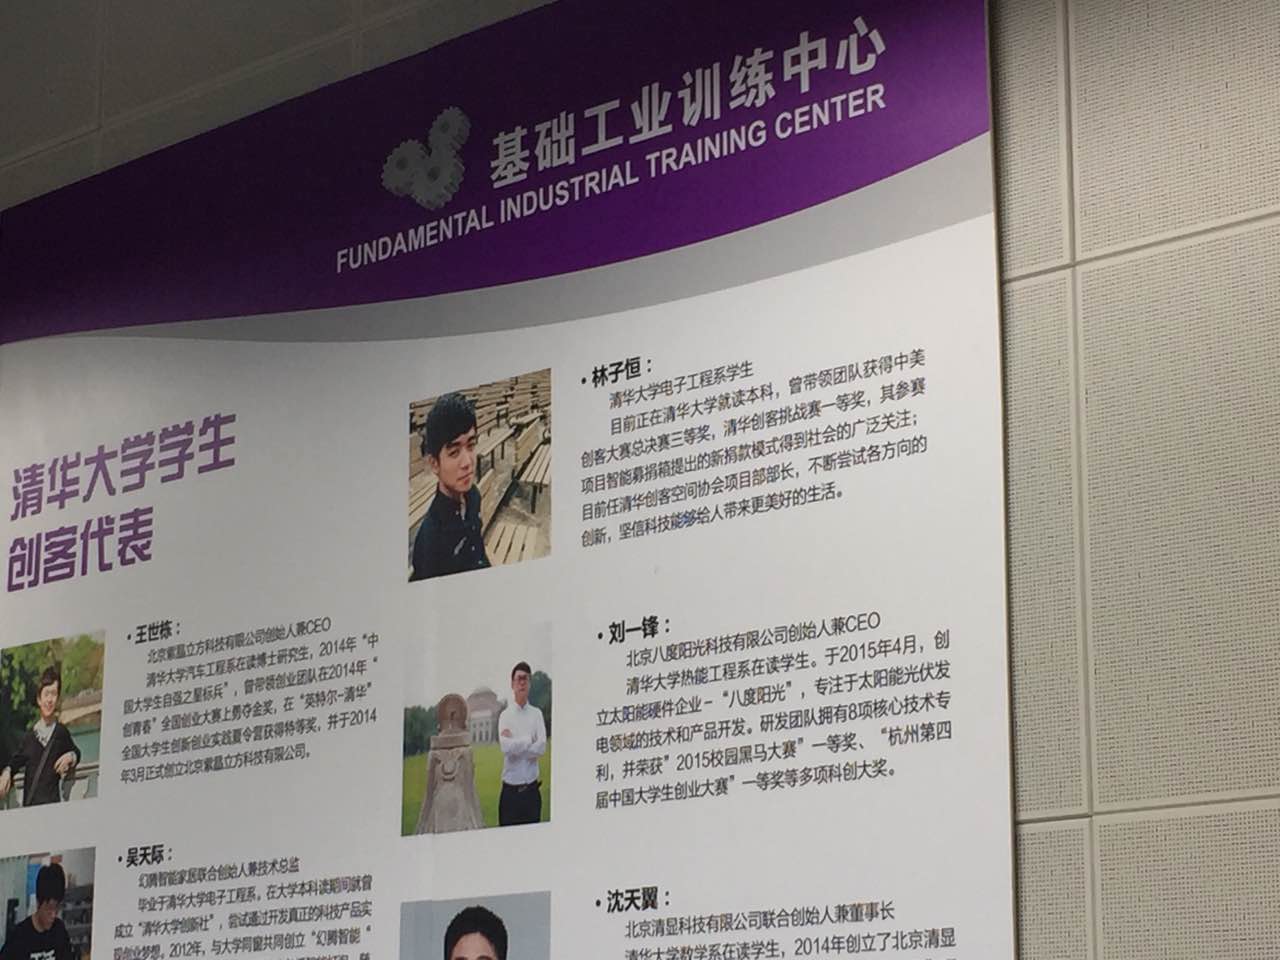 基础工业训练中心
FUNDAMENTAL INDUSTRIAL TRAINING CENTER
清华大学学生
创客代表
·林子恒：
清华大学电子工程系学生
目前正在清华大学就读本科，曾带领团队获得中美
创客大赛总决赛三等奖，清华创客挑战赛一等奖，其参赛
项目智能募捐箱提出的新捐款模式得到社会的广泛关注；
目前任清华创客空间协会项目部部长，不断尝试各方向的
创新，坚信科技能够给人带来更美好的生活。
·王世栋：
北京紫晶立方科技有限公司创始人兼CEO
清华大学汽车工程系在读博士研究生，2014年“中
国大学生自强之星标兵”，曾带领创业团队在2014年“
创青春”全国创业大赛上勇夺金奖，在“英特尔--清华”
全国大学生创新创业实践夏令营获得特等奖，并于2014
年3月正式创立北京紫晶立方科技有限公司。
·刘一锋：
北京八度阳光科技有限公司创始人兼CEO
清华大学热能工程系在读学生。于2015年4月，创
立太阳能硬件企业－“八度阳光”，专注于太阳能光伏发
电领域的技术和产品开发。研发团队拥有8项核心技术专
利，并荣获”2015校园黑马大赛”一等奖、“杭州第四
届中国大学生创业大赛”一等奖等多项科创大奖。
·吴天际：
幻腾智能家居联合创始人兼技术总监
毕业于清华大学电子工程系。在大学本科读期间就曾
成立“清华大学创新社”，尝试通过开发真正的科技产品实
现创业梦想。2012年，与大学同窗共同创立“幻腾智能“
·沈天翼：
北京清显科技有限公司联合创始人兼董事长
清华大学数学系在读学生，2014年创立了北京清显